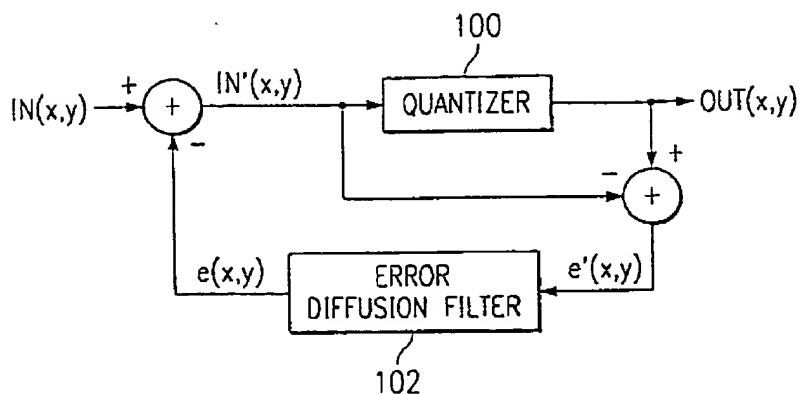 100
IN(x,y)
+
+
IN'(x,y)
QUANTIZER
OUT(x,y)
-
-
+
+
e(x,y)
ERROR
DIFFUSION FILTER
e'(x,y)
102